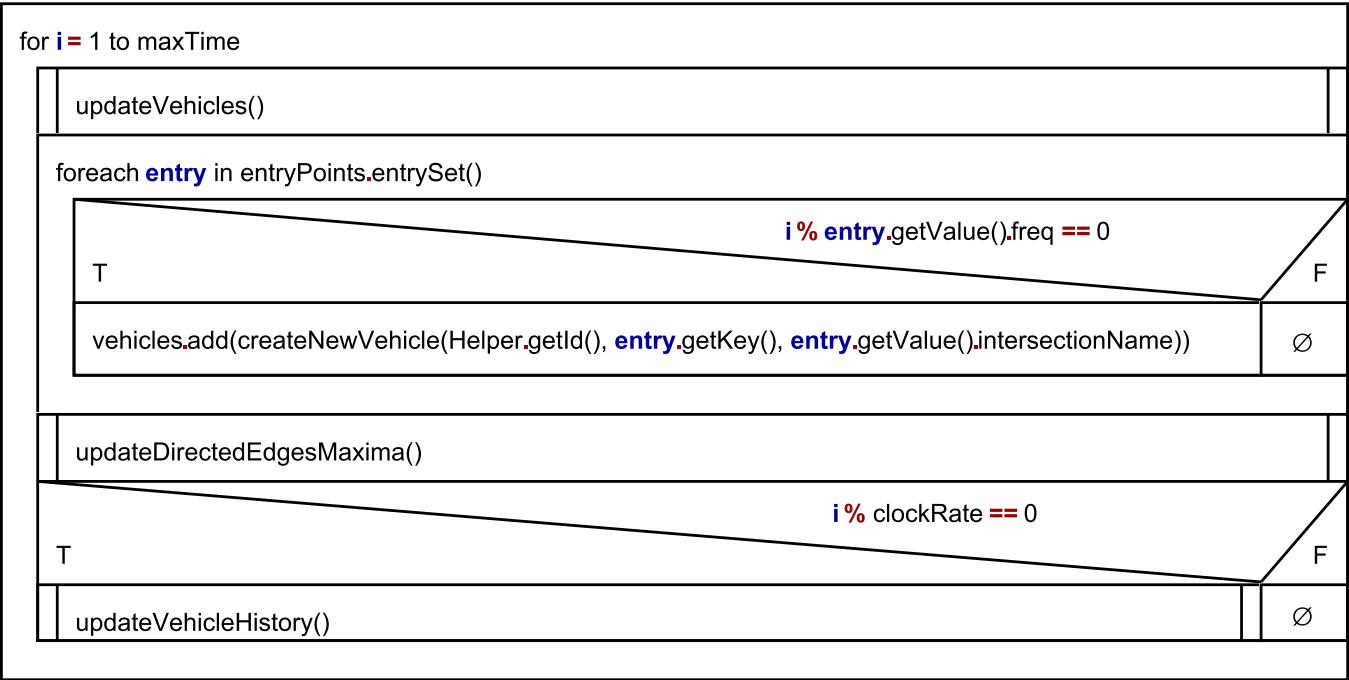 for i = 1 to maxTime
updateVehicles()
foreach entry in entryPoints.entrySet()
i % entry.getValue().freq == 0
T
F
vehicles.add(createNewVehicle(Helper.getId(), entry.getKey(), entry.getValue().intersectionName))
∅
updateDirectedEdgesMaxima()
i % clockRate == 0
T
F
updateVehicleHistory()
∅